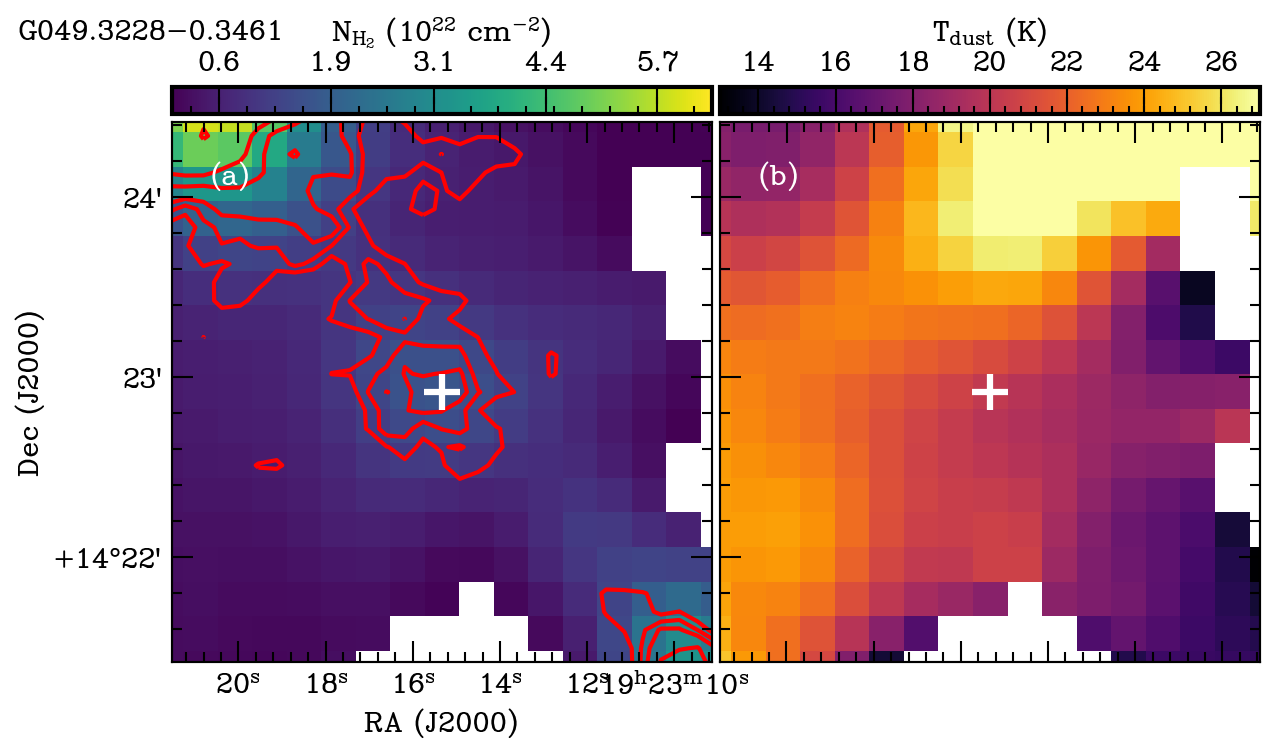 G049.3228−0.3461 N_H₂ (10²² cm⁻²) T_dust (K)
0.6 1.9 3.1 4.4 5.7 14 16 18 20 22 24 26
(a) (b)
24'
23'
+14°22'
Dec (J2000)
20ˢ 18ˢ 16ˢ 14ˢ 12ˢ 19ʰ23ᵐ10ˢ
RA (J2000)